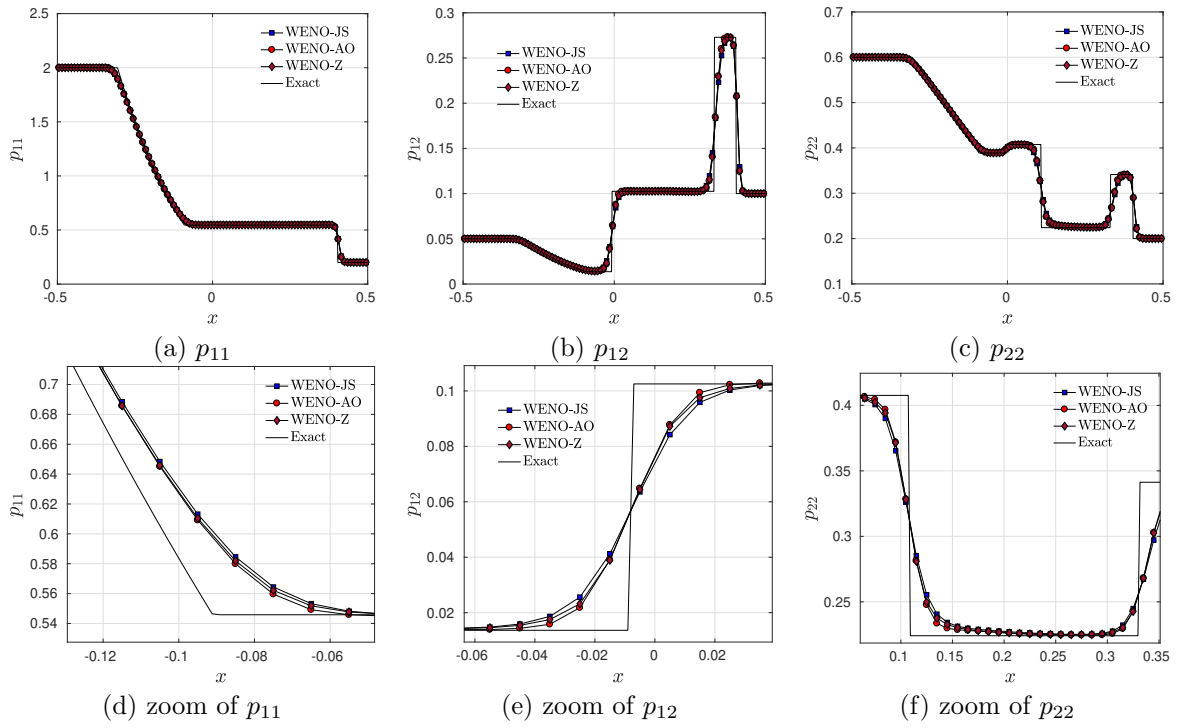 2.5
2
1.5
1
0.5
0
p11
-0.5 0 0.5
x
WENO-JS
WENO-AO
WENO-Z
Exact
(a) p11
0.3
0.25
0.2
0.15
0.1
0.05
0
p12
-0.5 0 0.5
x
WENO-JS
WENO-AO
WENO-Z
Exact
(b) p12
0.7
0.6
0.5
0.4
0.3
0.2
0.1
p22
-0.5 0 0.5
x
WENO-JS
WENO-AO
WENO-Z
Exact
(c) p22
0.7
0.68
0.66
0.64
0.62
0.6
0.58
0.56
0.54
p11
-0.12 -0.1 -0.08 -0.06
x
WENO-JS
WENO-AO
WENO-Z
Exact
(d) zoom of p11
0.1
0.08
0.06
0.04
0.02
p12
-0.06 -0.04 -0.02 0 0.02
x
WENO-JS
WENO-AO
WENO-Z
Exact
(e) zoom of p12
0.4
0.35
0.3
0.25
p22
0.1 0.15 0.2 0.25 0.3 0.35
x
WENO-JS
WENO-AO
WENO-Z
Exact
(f) zoom of p22